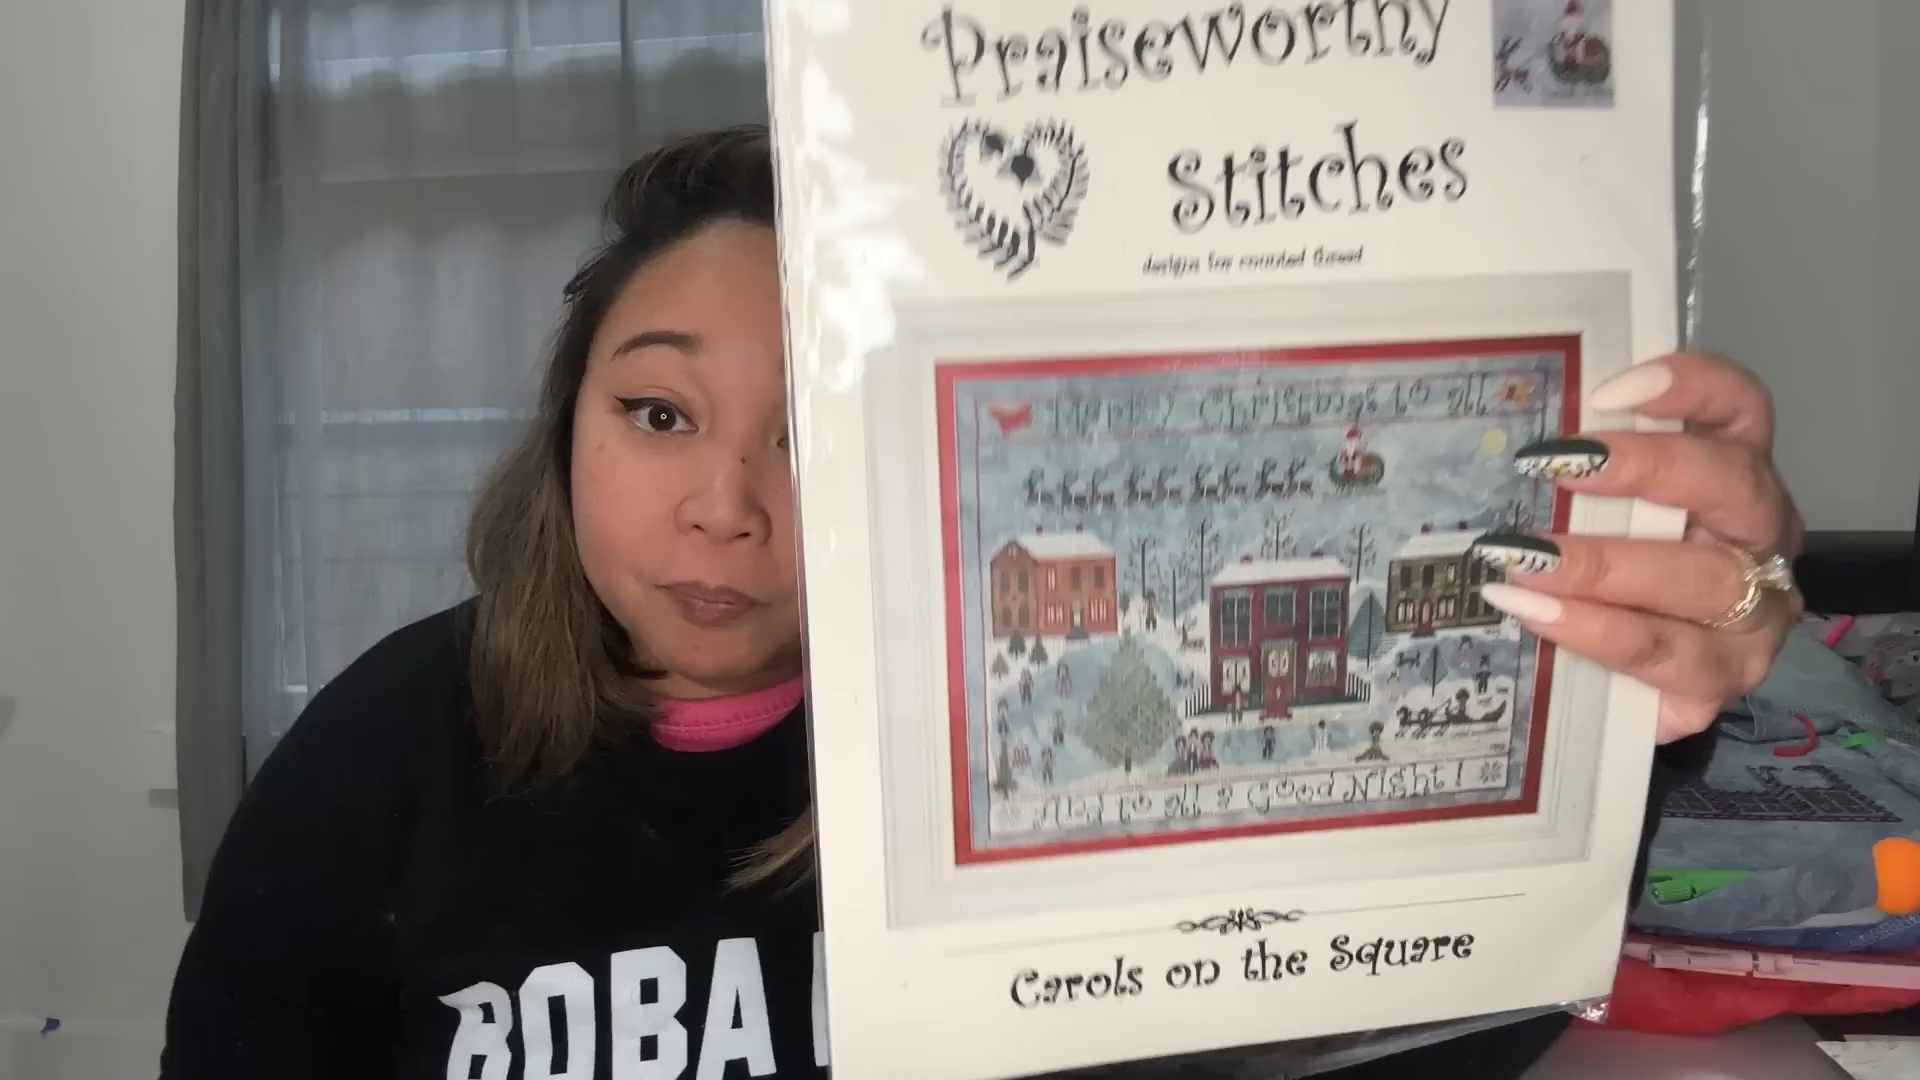 Praiseworthy
Stitches
designs for counted thread
Merry Christmas to all
And to all a Good Night!
Carols on the Square
BOBA